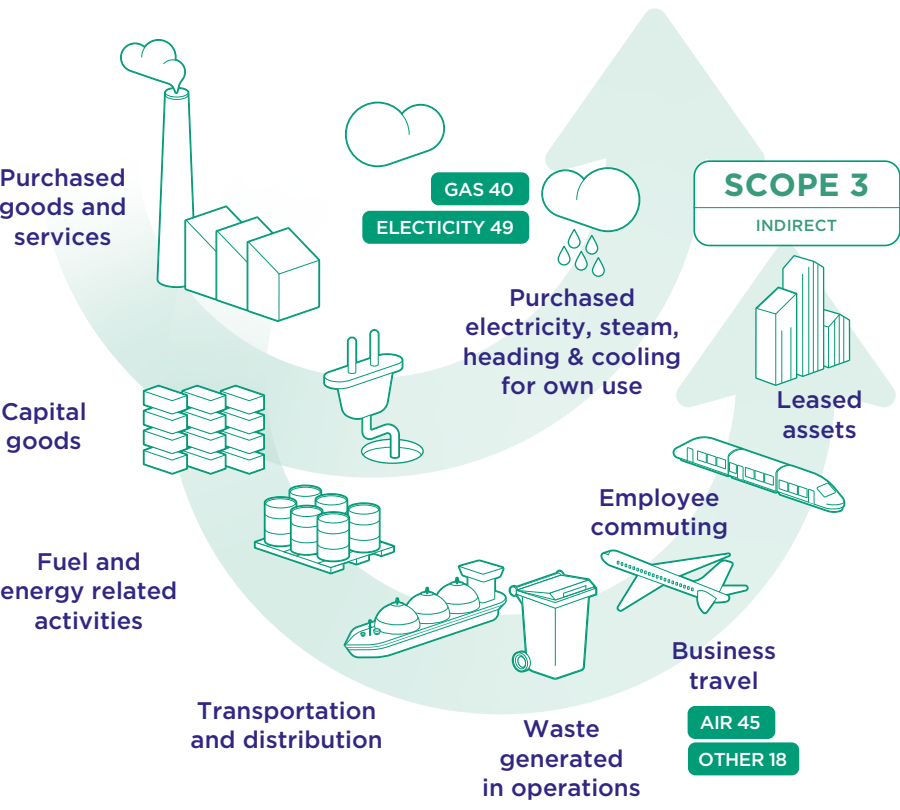 Purchased
goods and
services
GAS 40
ELECTICITY 49
Purchased
electricity, steam,
heading & cooling
for own use
SCOPE 3
INDIRECT
Leased
assets
Capital
goods
Employee
commuting
Fuel and
energy related
activities
Business
travel
AIR 45
OTHER 18
Transportation
and distribution
Waste
generated
in operations